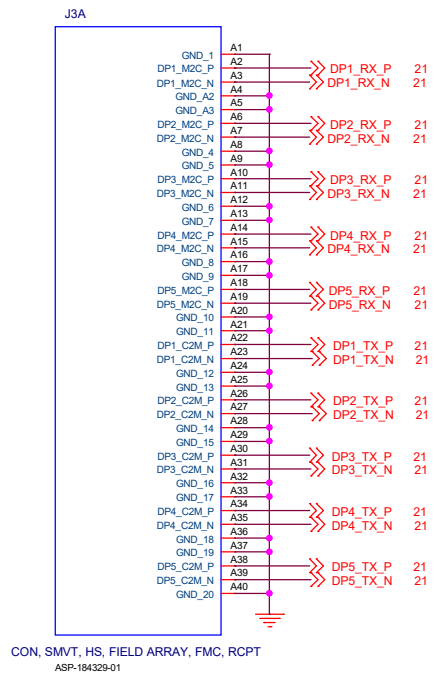 J3A
GND_1 A1
DP1_M2C_P A2 DP1_RX_P 21
DP1_M2C_N A3 DP1_RX_N 21
GND_A2 A4
GND_A3 A5
DP2_M2C_P A6 DP2_RX_P 21
DP2_M2C_N A7 DP2_RX_N 21
GND_4 A8
GND_5 A9
DP3_M2C_P A10 DP3_RX_P 21
DP3_M2C_N A11 DP3_RX_N 21
GND_6 A12
GND_7 A13
DP4_M2C_P A14 DP4_RX_P 21
DP4_M2C_N A15 DP4_RX_N 21
GND_8 A16
GND_9 A17
DP5_M2C_P A18 DP5_RX_P 21
DP5_M2C_N A19 DP5_RX_N 21
GND_10 A20
GND_11 A21
DP1_C2M_P A22 DP1_TX_P 21
DP1_C2M_N A23 DP1_TX_N 21
GND_12 A24
GND_13 A25
DP2_C2M_P A26 DP2_TX_P 21
DP2_C2M_N A27 DP2_TX_N 21
GND_14 A28
GND_15 A29
DP3_C2M_P A30 DP3_TX_P 21
DP3_C2M_N A31 DP3_TX_N 21
GND_16 A32
GND_17 A33
DP4_C2M_P A34 DP4_TX_P 21
DP4_C2M_N A35 DP4_TX_N 21
GND_18 A36
GND_19 A37
DP5_C2M_P A38 DP5_TX_P 21
DP5_C2M_N A39 DP5_TX_N 21
GND_20 A40
CON, SMVT, HS, FIELD ARRAY, FMC, RCPT
ASP-184329-01